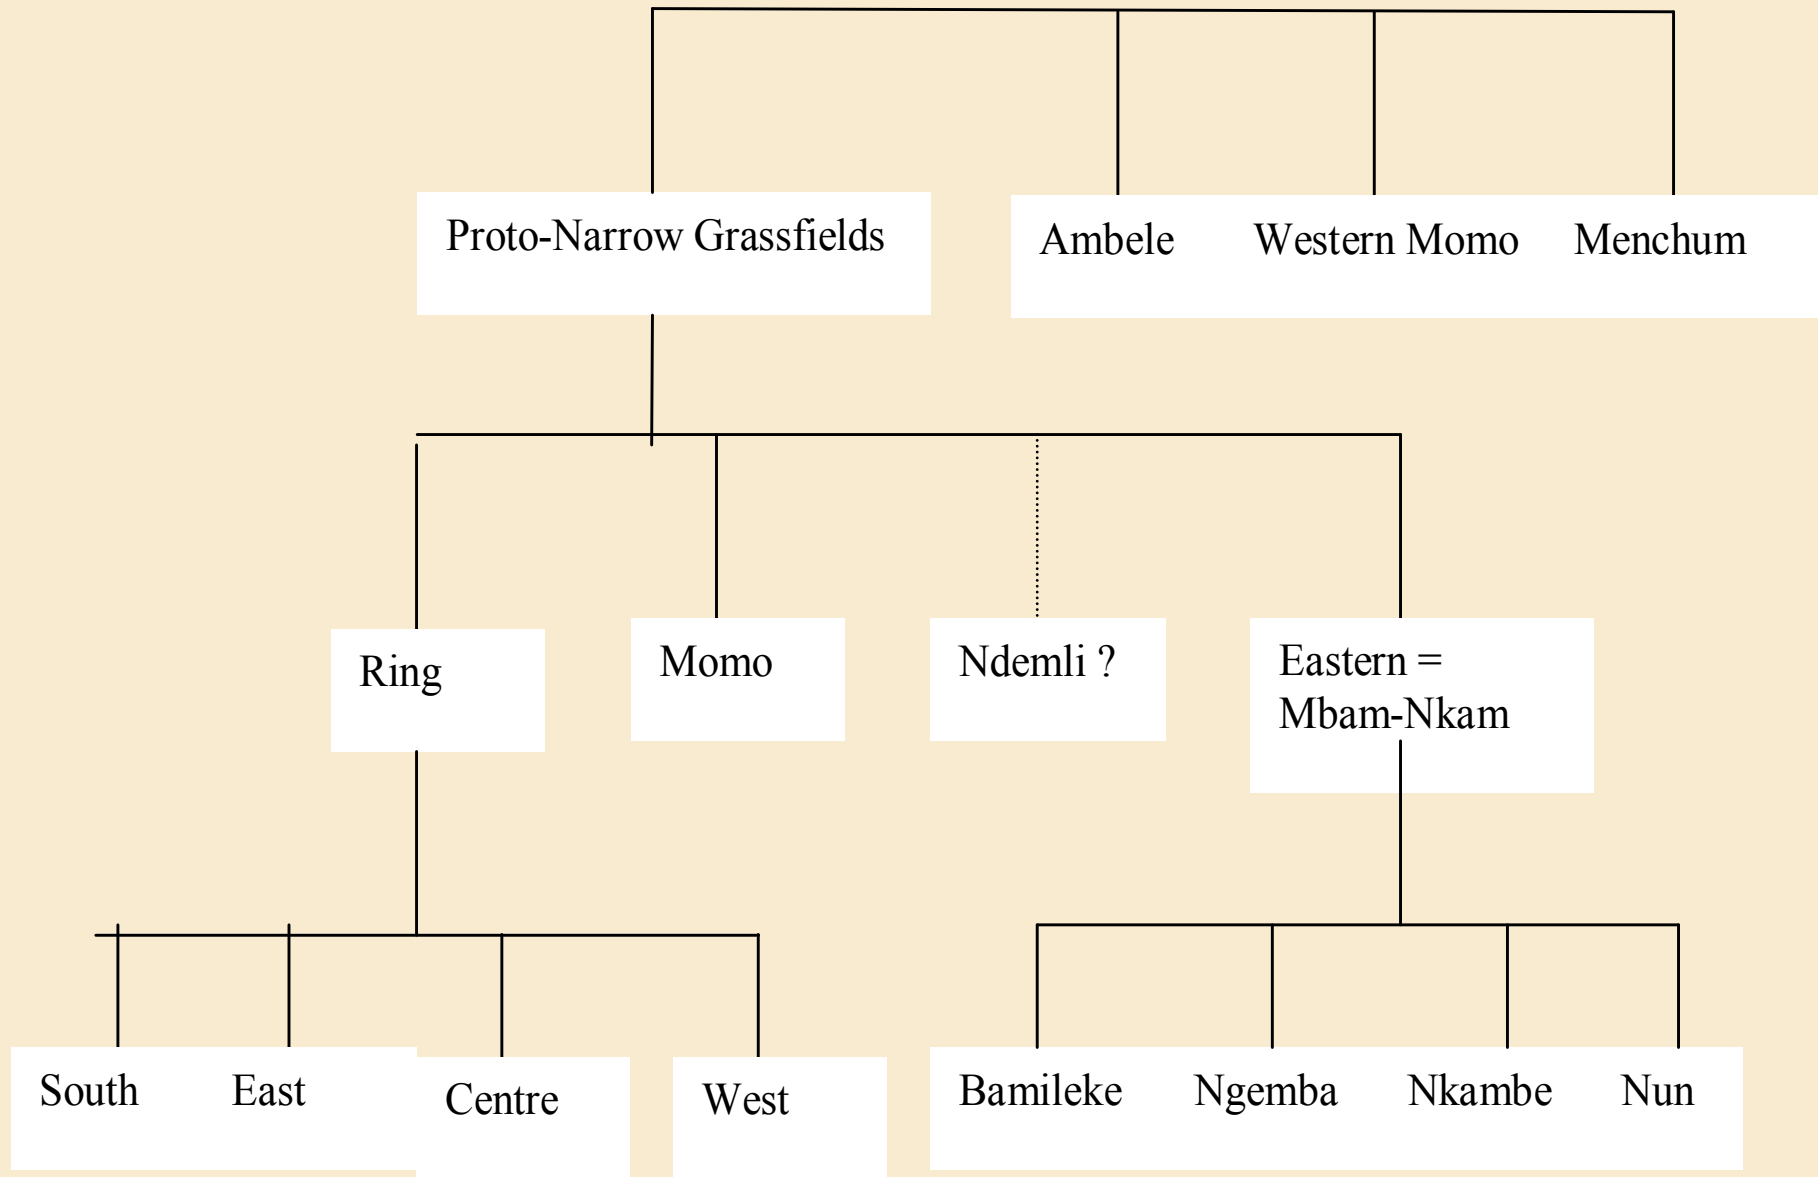 Proto-Narrow Grassfields
Ambele Western Momo Menchum
Ring
Momo
Ndemli ?
Eastern =
Mbam-Nkam
South East
Centre
West
Bamileke Ngemba Nkambe Nun